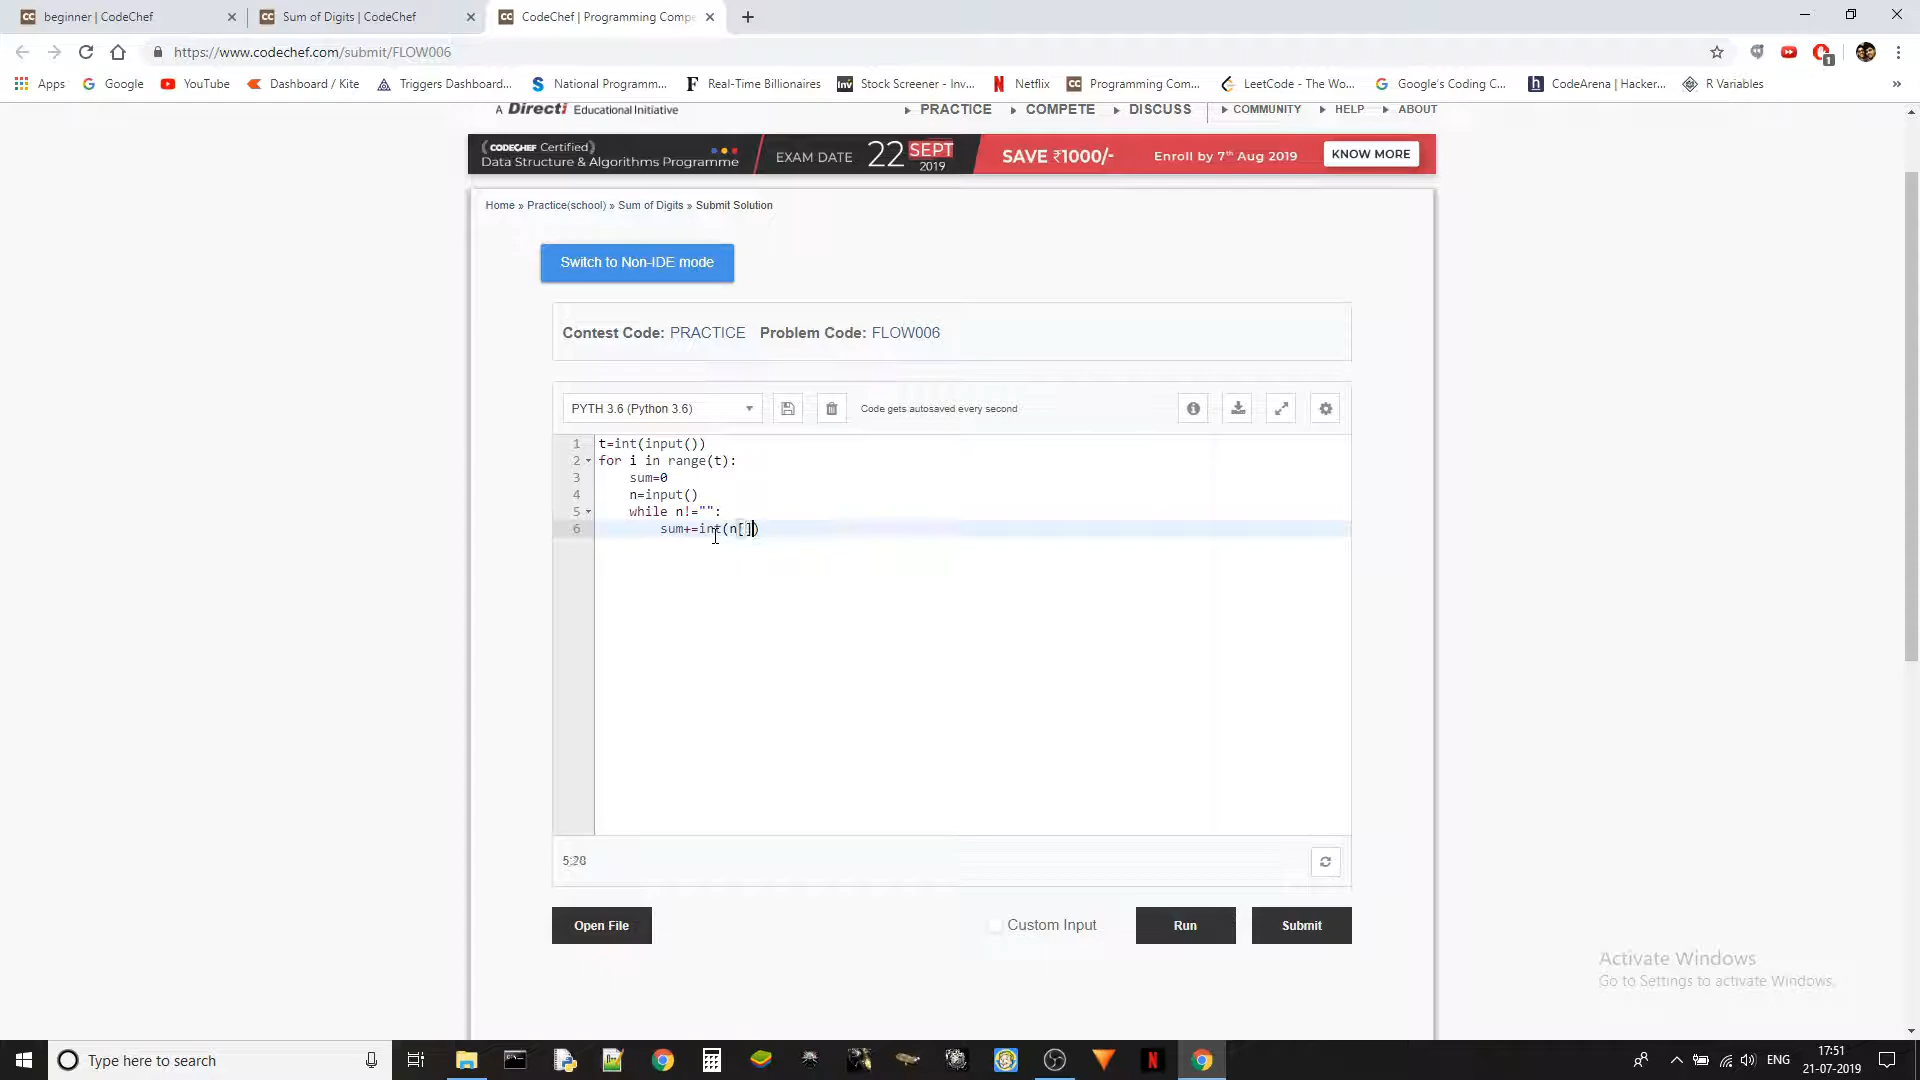 beginner | CodeChef
Sum of Digits | CodeChef
CodeChef | Programming Compe
https://www.codechef.com/submit/FLOW006
Apps
Google
YouTube
Dashboard / Kite
Triggers Dashboard...
National Programm...
Real-Time Billionaires
Stock Screener - Inv...
Netflix
Programming Com...
LeetCode - The Wo...
Google's Coding C...
CodeArena | Hacker...
R Variables
»
A Directi Educational Initiative
PRACTICE
COMPETE
DISCUSS
COMMUNITY
HELP
ABOUT
CODECHEF Certified
Data Structure & Algorithms Programme
EXAM DATE 22 SEPT 2019
SAVE ₹1000/-
Enroll by 7th Aug 2019
KNOW MORE
Home » Practice(school) » Sum of Digits » Submit Solution
Switch to Non-IDE mode
Contest Code: PRACTICE Problem Code: FLOW006
PYTH 3.6 (Python 3.6)
Code gets autosaved every second
1 t=int(input())
2 for i in range(t):
3 sum=0
4 n=input()
5 while n!="":
6 sum+=int(n[])
5:28
Open File
Custom Input
Run
Submit
Activate Windows
Go to Settings to activate Windows.
Type here to search
ENG
17:51
21-07-2019